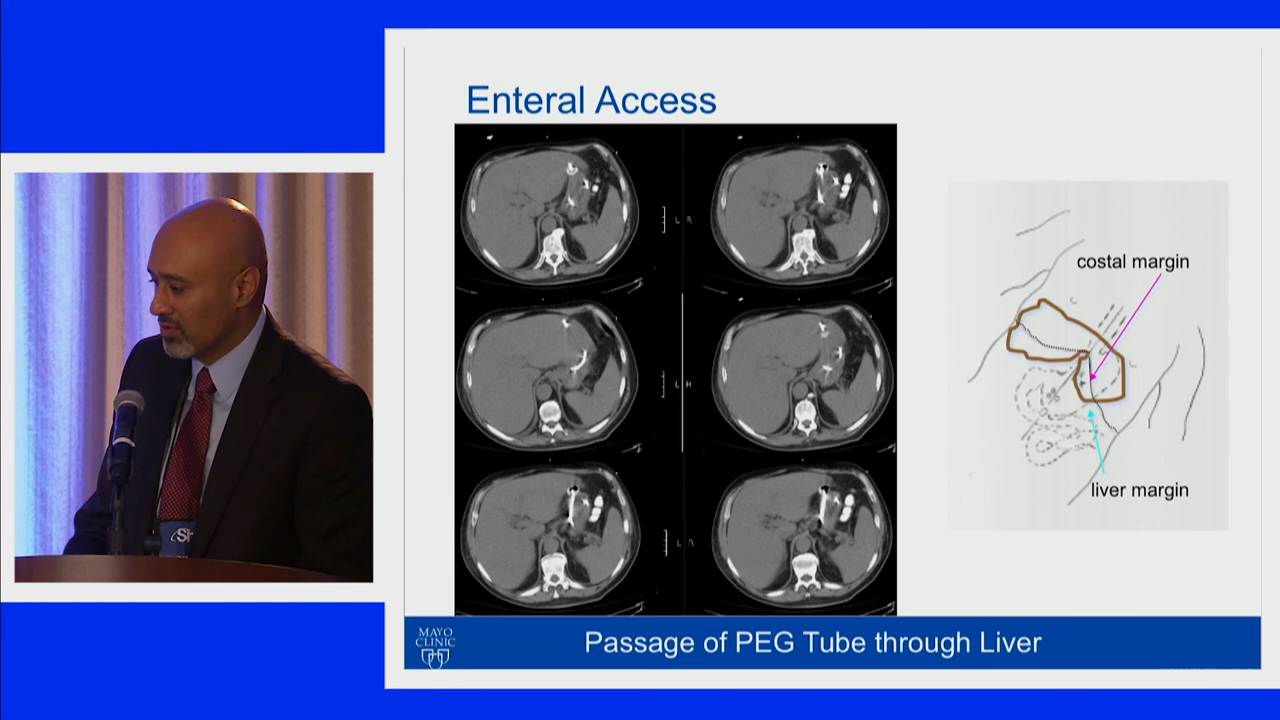 Enteral Access
costal margin
liver margin
MAYO
CLINIC
Passage of PEG Tube through Liver